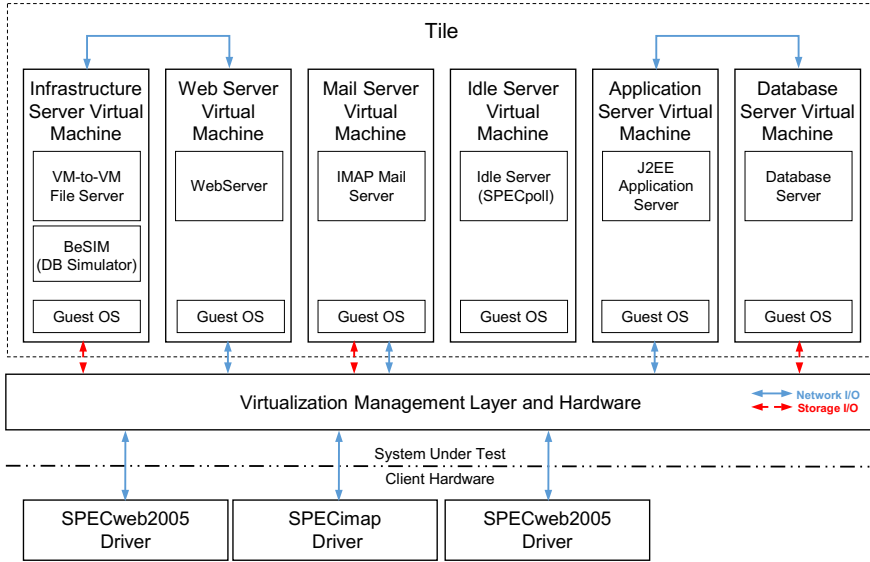 Tile
Infrastructure
Server Virtual
Machine
VM-to-VM
File Server
BeSIM
(DB Simulator)
Guest OS
Web Server
Virtual
Machine
WebServer
Guest OS
Mail Server
Virtual
Machine
IMAP Mail
Server
Guest OS
Idle Server
Virtual
Machine
Idle Server
(SPECpoll)
Guest OS
Application
Server Virtual
Machine
J2EE
Application
Server
Guest OS
Database
Server Virtual
Machine
Database
Server
Guest OS
Virtualization Management Layer and Hardware
Network I/O
Storage I/O
System Under Test
Client Hardware
SPECweb2005
Driver
SPECimap
Driver
SPECweb2005
Driver